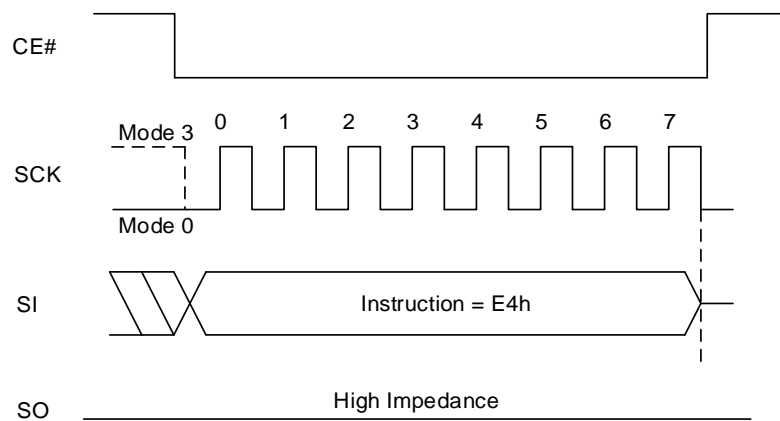 CE#
Mode 3
0 1 2 3 4 5 6 7
SCK
Mode 0
SI
Instruction = E4h
SO
High Impedance